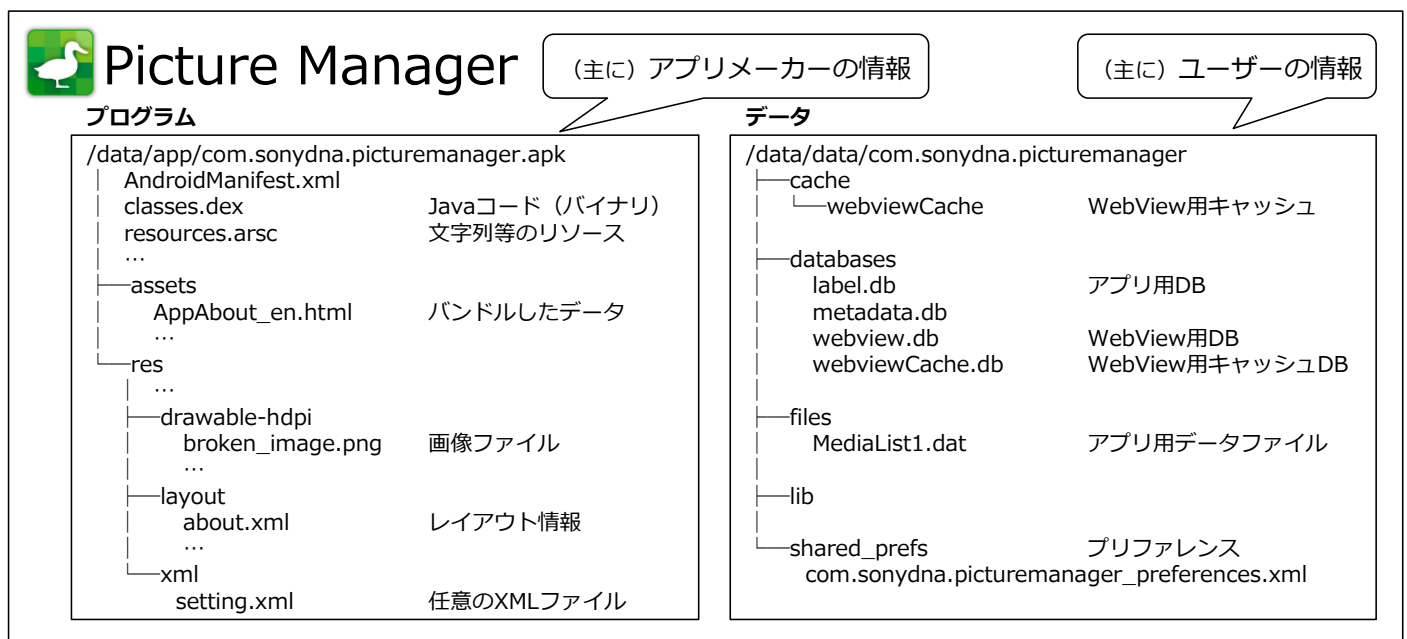 Picture Manager
（主に）アプリメーカーの情報
（主に）ユーザーの情報
プログラム
/data/app/com.sonydna.picturemanager.apk
AndroidManifest.xml
classes.dex Javaコード（バイナリ）
resources.arsc 文字列等のリソース
…
assets
AppAbout_en.html バンドルしたデータ
…
res
…
drawable-hdpi
broken_image.png 画像ファイル
…
layout
about.xml レイアウト情報
…
xml
setting.xml 任意のXMLファイル
データ
/data/data/com.sonydna.picturemanager
cache
webviewCache WebView用キャッシュ
databases
label.db アプリ用DB
metadata.db
webview.db WebView用DB
webviewCache.db WebView用キャッシュDB
files
MediaList1.dat アプリ用データファイル
lib
shared_prefs プリファレンス
com.sonydna.picturemanager_preferences.xml